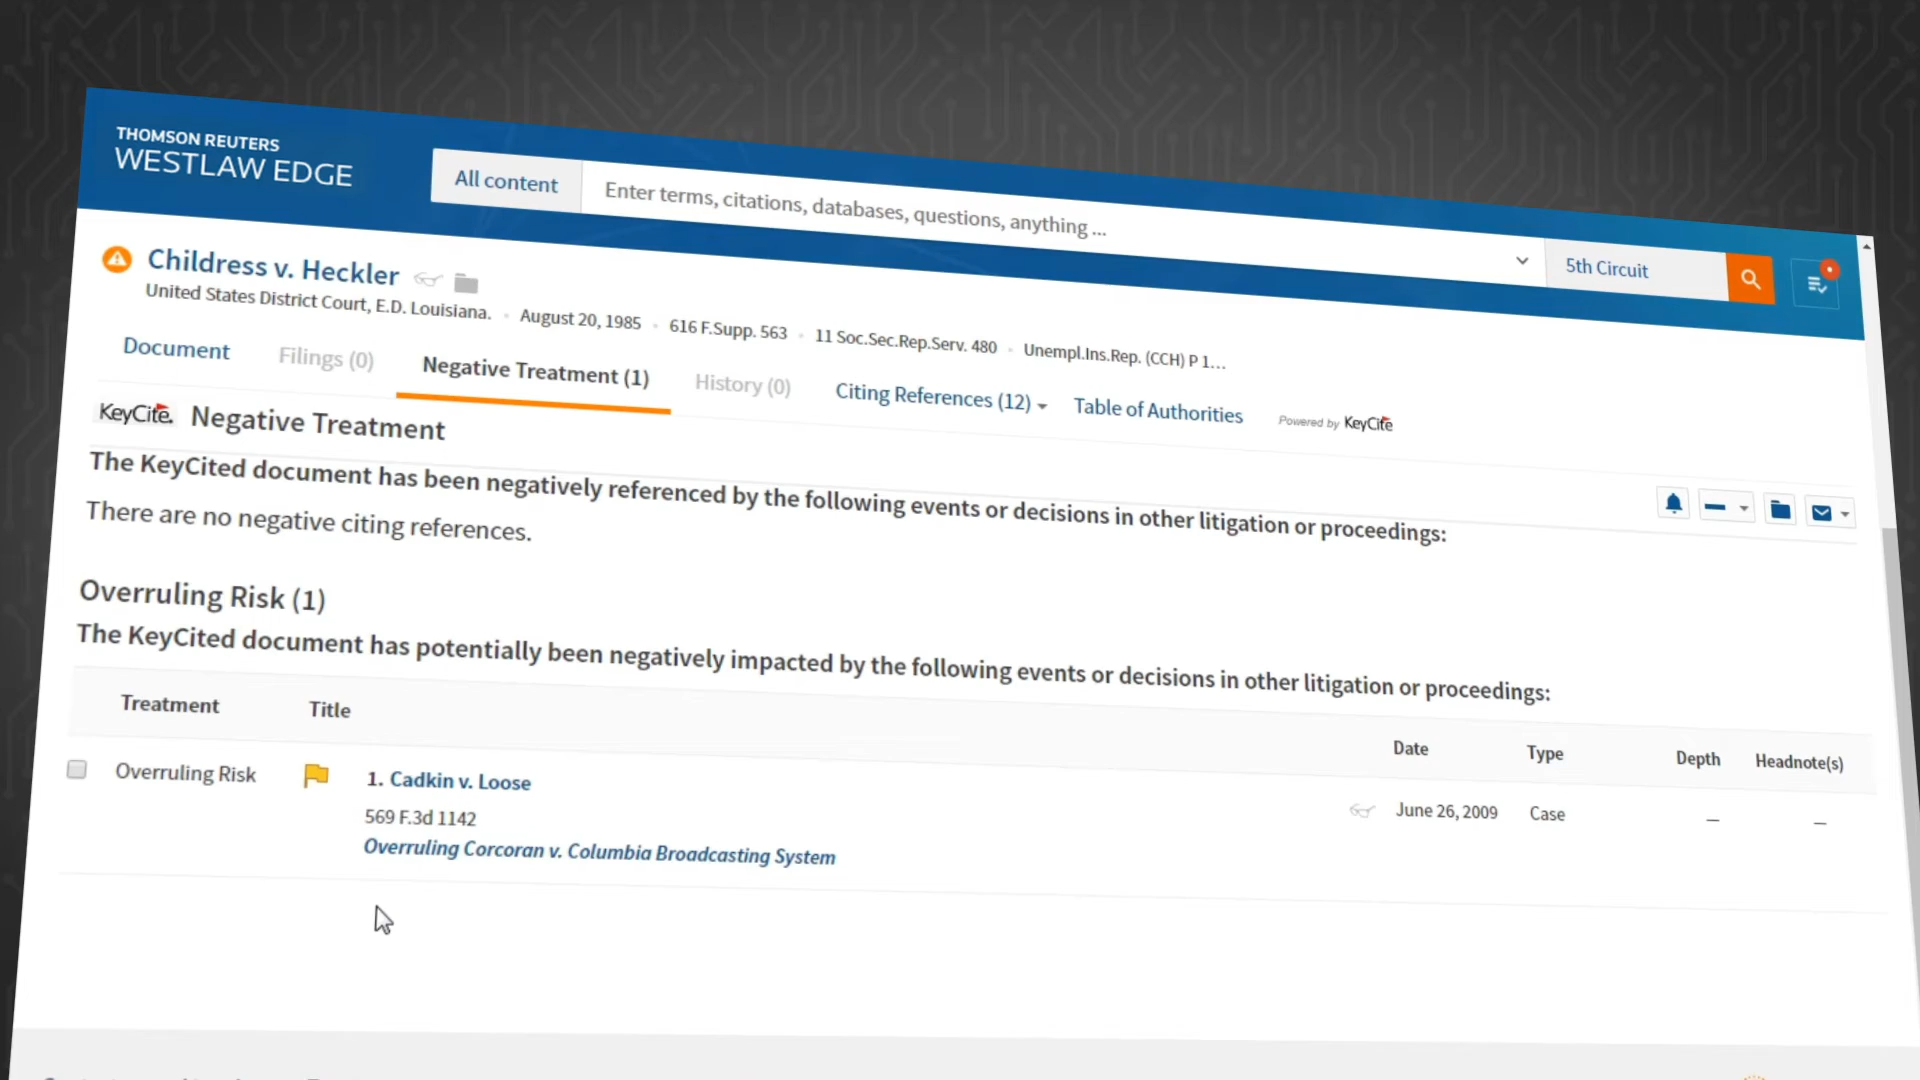 THOMSON REUTERS
WESTLAW EDGE
All content
Enter terms, citations, databases, questions, anything ...
5th Circuit
Childress v. Heckler
United States District Court, E.D. Louisiana. August 20, 1985 616 F.Supp. 563 11 Soc.Sec.Rep.Serv. 480 Unempl.Ins.Rep. (CCH) P 1...
Document Filings (0) Negative Treatment (1) History (0) Citing References (12) Table of Authorities Powered by KeyCite
KeyCite. Negative Treatment
The KeyCited document has been negatively referenced by the following events or decisions in other litigation or proceedings:
There are no negative citing references.
Overruling Risk (1)
The KeyCited document has potentially been negatively impacted by the following events or decisions in other litigation or proceedings:
Treatment Title Date Type Depth Headnote(s)
Overruling Risk 1. Cadkin v. Loose June 26, 2009 Case — —
569 F.3d 1142
Overruling Corcoran v. Columbia Broadcasting System